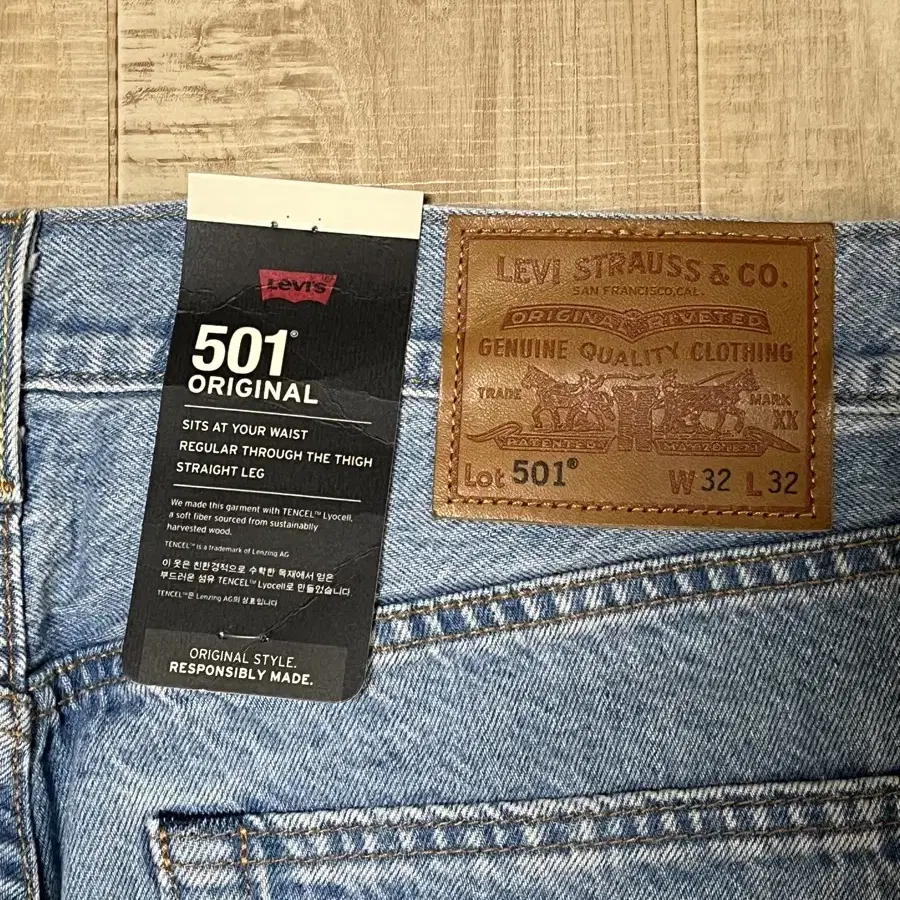 Levi's
501®
ORIGINAL
SITS AT YOUR WAIST
REGULAR THROUGH THE THIGH
STRAIGHT LEG
We made this garment with TENCEL™ Lyocell,
a soft fiber sourced from sustainably
harvested wood.
TENCEL™ is a trademark of Lenzing AG
이 옷은 친환경적으로 수확한 목재에서 얻은
부드러운 섬유 TENCEL™ Lyocell로 만들었습니다.
TENCEL™은 Lenzing AG의 상표입니다
ORIGINAL STYLE.
RESPONSIBLY MADE.
LEVI STRAUSS & CO.
SAN FRANCISCO, CAL.
ORIGINAL RIVETED
GENUINE QUALITY CLOTHING
TRADE MARK
XX
PATENTED
Lot 501® W 32 L 32